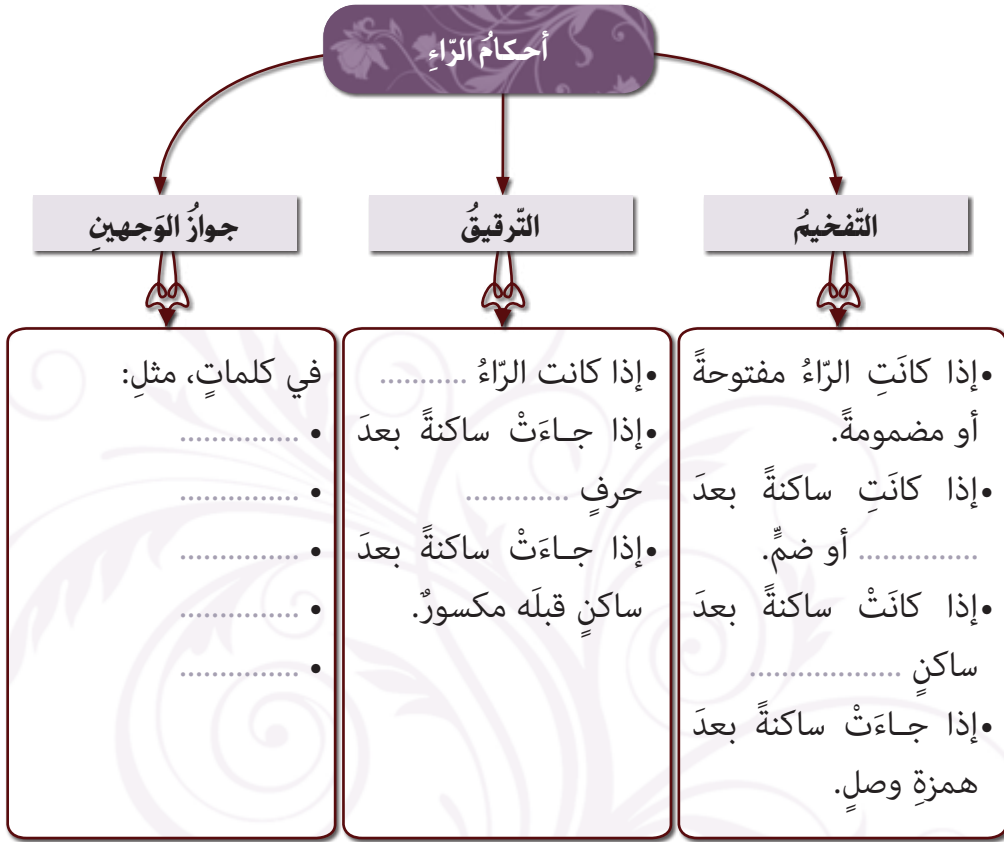 أحكامُ الرّاءِ
التّفخيمُ
التّرقيقُ
جوازُ الوَجهينِ
•إذا كانَتِ الرّاءُ مفتوحةً
أو مضمومةً.
•إذا كانَتِ ساكنةً بعدَ
............... أو ضمٍّ.
•إذا كانَتْ ساكنةً بعدَ
ساكنٍ ...................
•إذا جـاءَتْ ساكنةً بعدَ
همزةِ وصلٍ.
•إذا كانت الرّاءُ ...........
•إذا جـاءَتْ ساكنةً بعدَ
حرفٍ .............
•إذا جـاءَتْ ساكنةً بعدَ
ساكنٍ قبلَه مكسورٌ.
في كلماتٍ، مثلِ:
• ...............
• ...............
• ...............
• ...............
• ...............